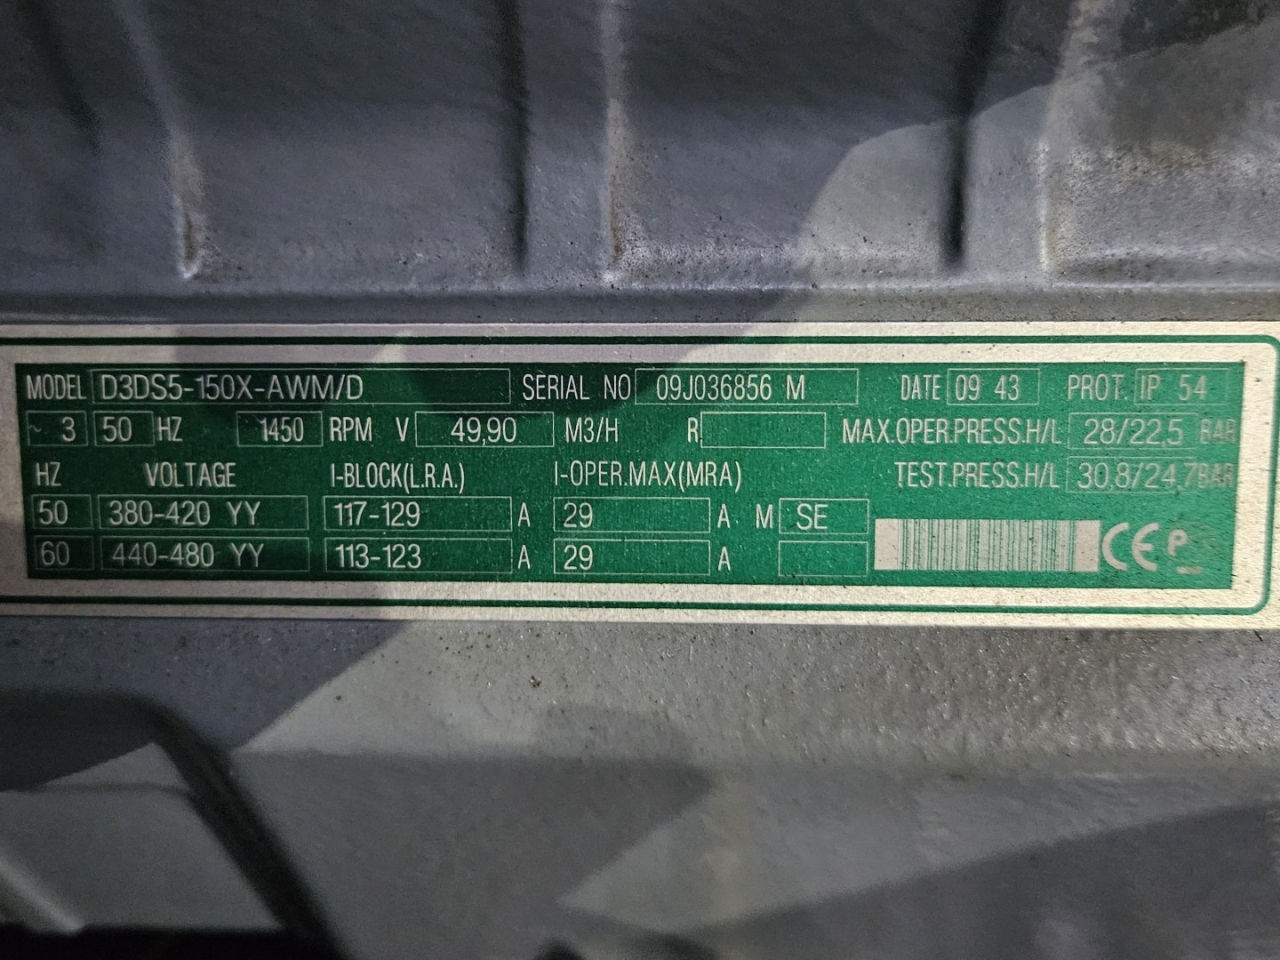 MODEL D3DS5-150X-AWM/D SERIAL NO 09J036856 M DATE 09 43 PROT. IP 54
~ 3 50 HZ 1450 RPM V 49,90 M3/H R MAX.OPER.PRESS.H/L 28/22,5 BAR
HZ VOLTAGE I-BLOCK(L.R.A.) I-OPER.MAX(MRA) TEST.PRESS.H/L 30,8/24,7BAR
50 380-420 YY 117-129 A 29 A M SE
60 440-480 YY 113-123 A 29 A CE P